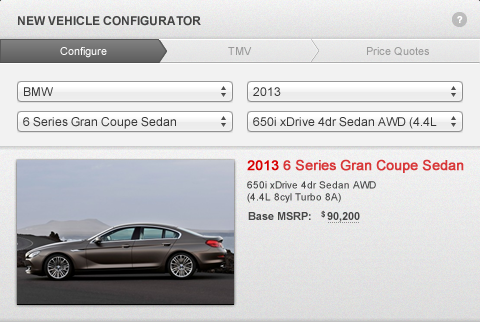 NEW VEHICLE CONFIGURATOR ?
Configure TMV Price Quotes
BMW 2013
6 Series Gran Coupe Sedan 650i xDrive 4dr Sedan AWD (4.4L
2013 6 Series Gran Coupe Sedan
650i xDrive 4dr Sedan AWD
(4.4L 8cyl Turbo 8A)
Base MSRP: $90,200